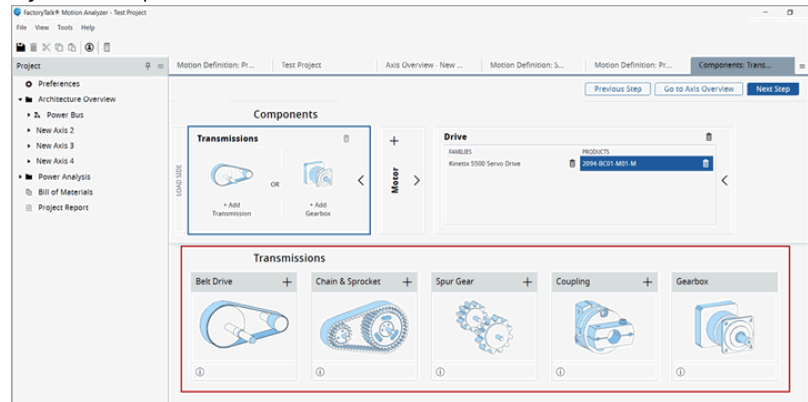 FactoryTalk® Motion Analyzer - Test Project
File View Tools Help
Project
Preferences
Architecture Overview
Power Bus
New Axis 2
New Axis 3
New Axis 4
Power Analysis
Bill of Materials
Project Report
Motion Definition: Pr... Test Project Axis Overview - New ... Motion Definition: S... Motion Definition: Pr... Components: Trans...
Previous Step Go to Axis Overview Next Step
Components
LOAD SIDE
Transmissions
OR
+ Add Transmission
+ Add Gearbox
Motor
Drive
FAMILIES PRODUCTS
Kinetix 5500 Servo Drive 2094-BC01-M01-M
Transmissions
Belt Drive Chain & Sprocket Spur Gear Coupling Gearbox